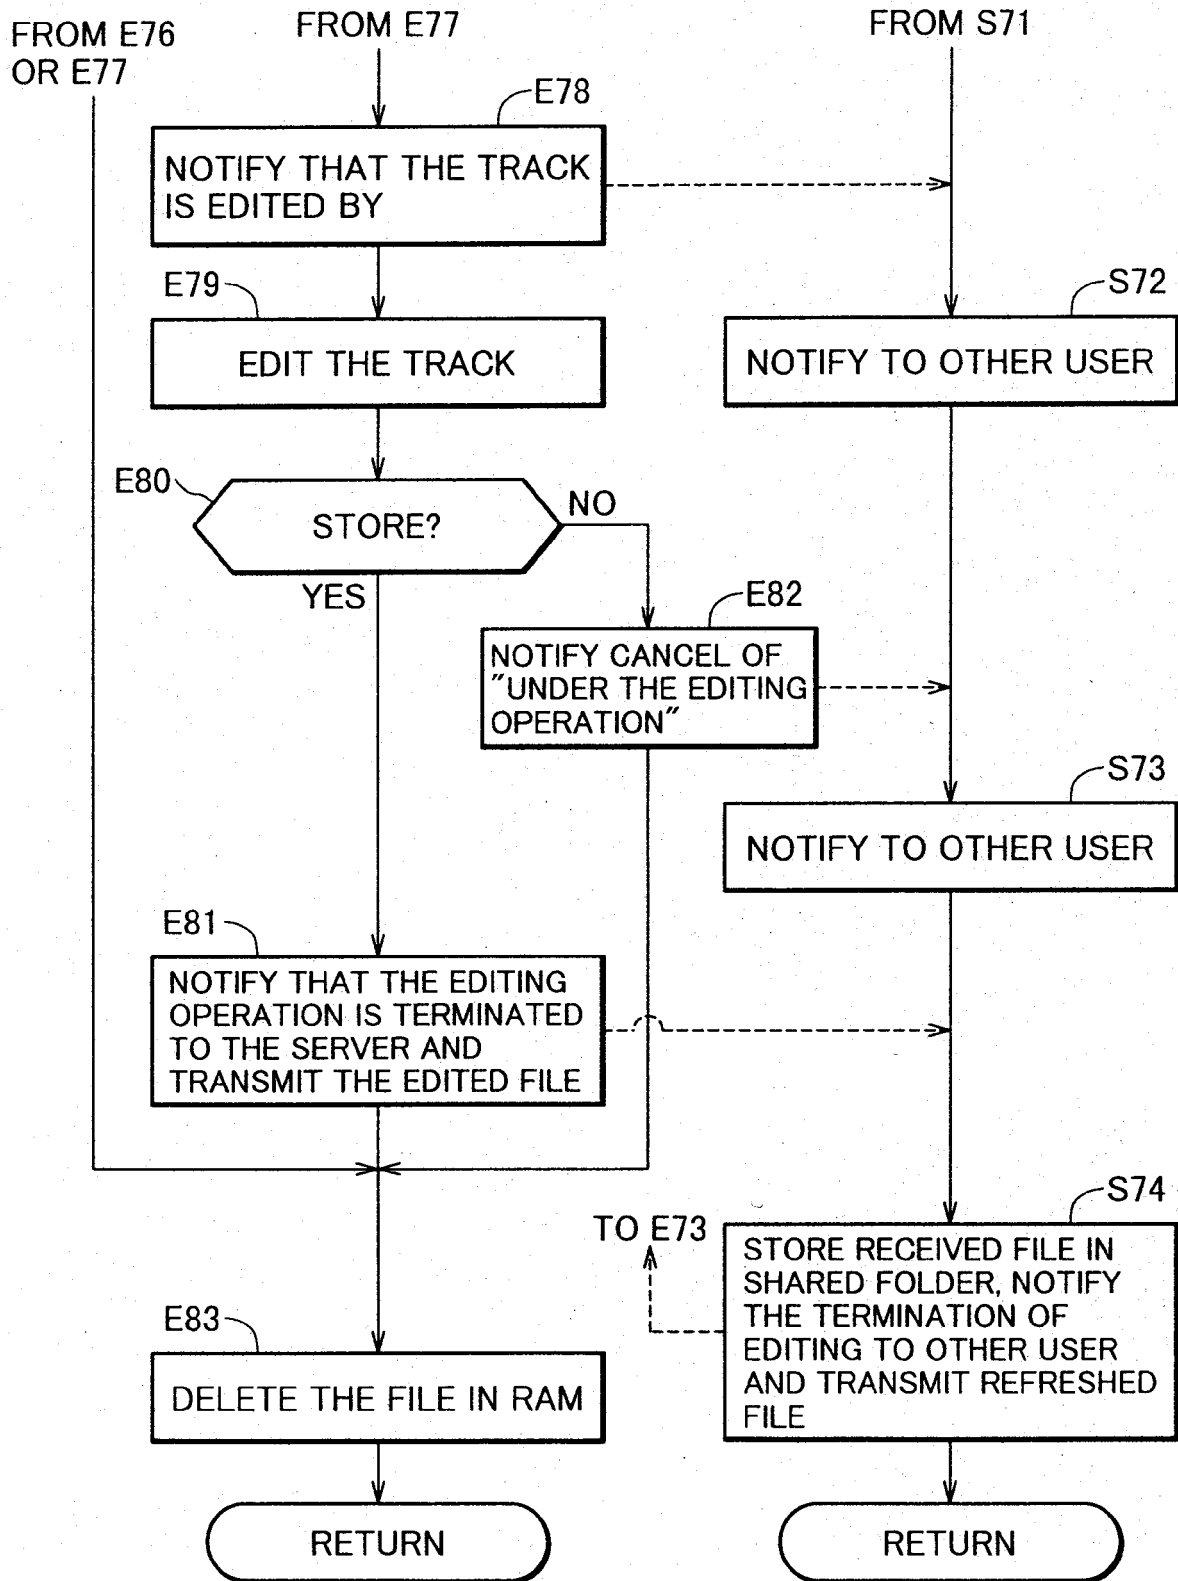 FROM E76
OR E77
FROM E77
FROM S71
E78
NOTIFY THAT THE TRACK
IS EDITED BY
E79
EDIT THE TRACK
S72
NOTIFY TO OTHER USER
E80
STORE?
NO
YES
E82
NOTIFY CANCEL OF
"UNDER THE EDITING
OPERATION"
S73
NOTIFY TO OTHER USER
E81
NOTIFY THAT THE EDITING
OPERATION IS TERMINATED
TO THE SERVER AND
TRANSMIT THE EDITED FILE
S74
TO E73
STORE RECEIVED FILE IN
SHARED FOLDER, NOTIFY
THE TERMINATION OF
EDITING TO OTHER USER
AND TRANSMIT REFRESHED
FILE
E83
DELETE THE FILE IN RAM
RETURN
RETURN